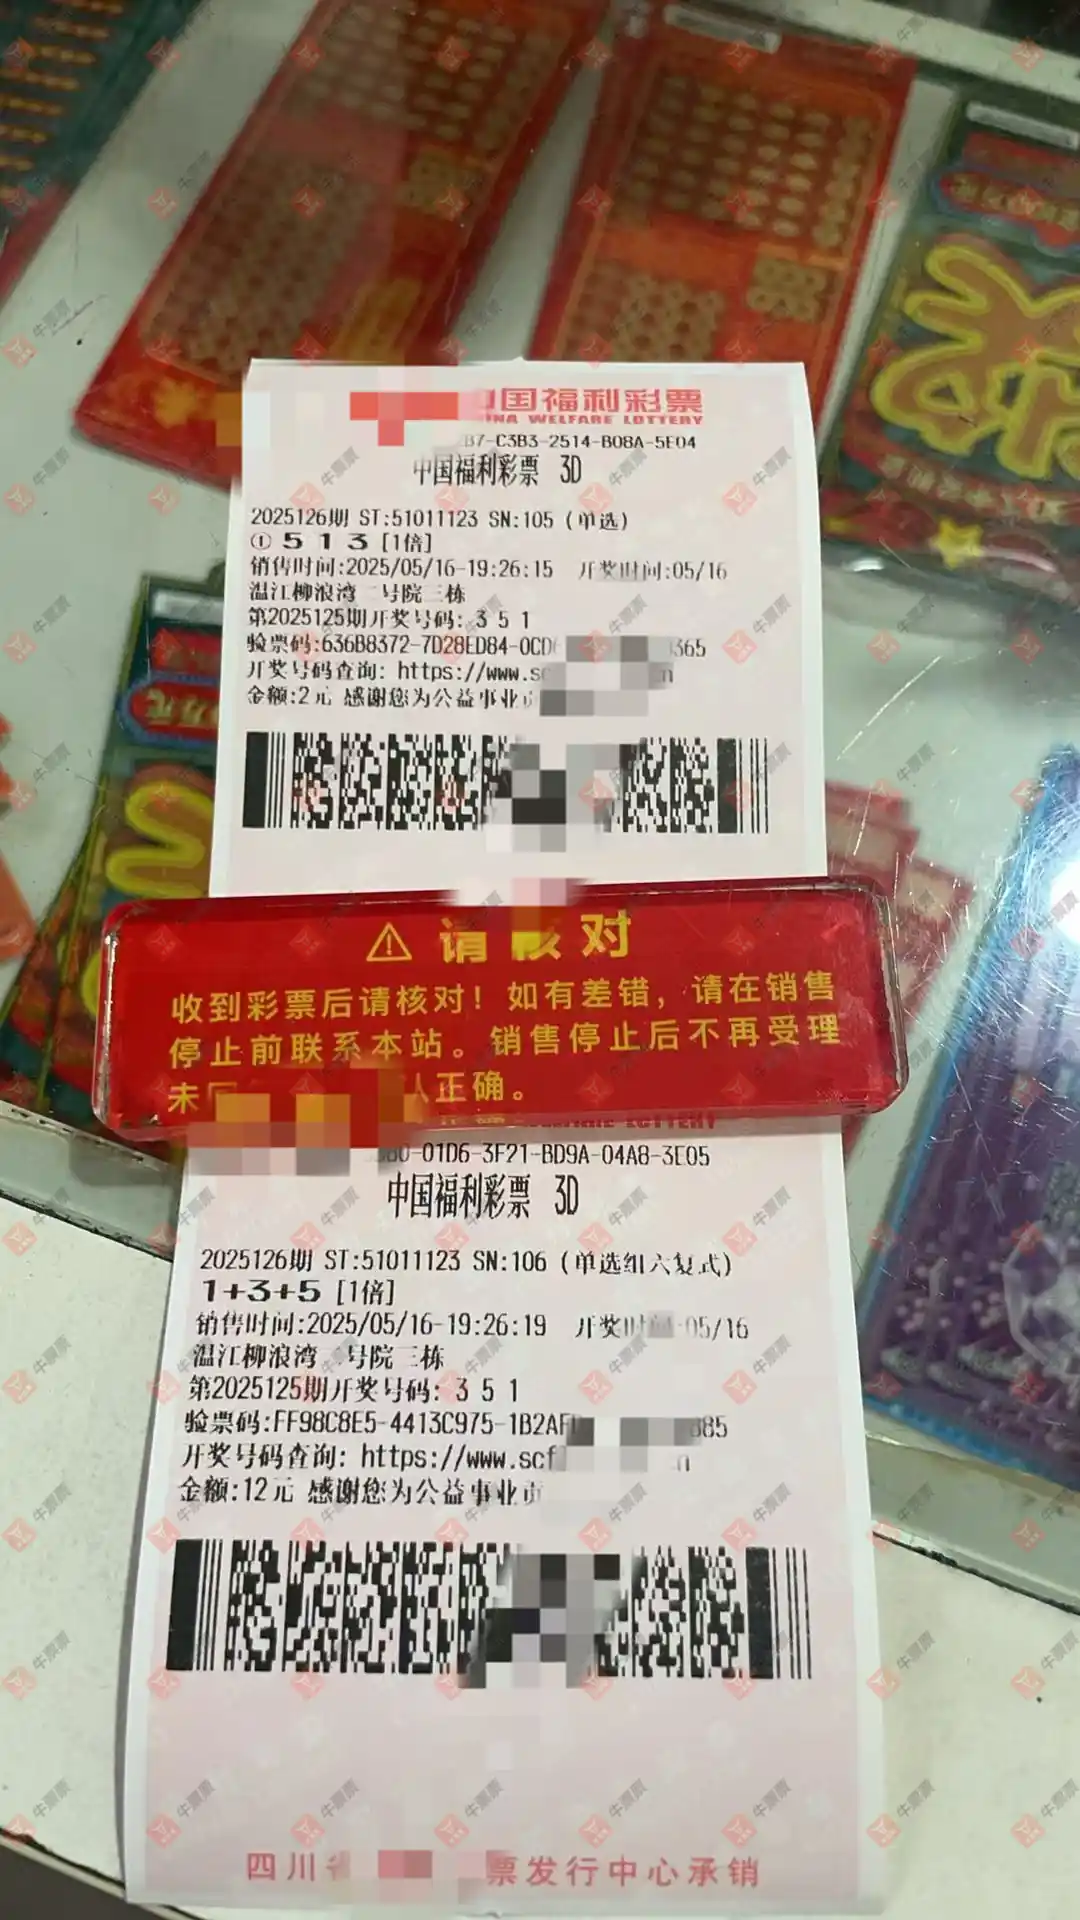 国福利彩票
INA WELFARE LOTTERY
B7-C3B3-2514-B08A-5E04
中国福利彩票 3D
2025126期 ST:51011123 SN:105 (单选)
① 5 1 3 [1倍]
销售时间:2025/05/16-19:26:15 开奖时间:05/16
温江柳浪湾二号院三栋
第2025125期开奖号码: 3 5 1
验票码:636B8372-7D28ED84-0CD 365
开奖号码查询: https://www.sc n
金额:2元 感谢您为公益事业
⚠ 请核对
收到彩票后请核对！如有差错，请在销售
停止前联系本站。销售停止后不再受理
未 正确。
LOTTERY
B0-01D6-3F21-BD9A-04A8-3E05
中国福利彩票 3D
2025126期 ST:51011123 SN:106 (单选组六复式)
1+3+5 [1倍]
销售时间:2025/05/16-19:26:19 开奖时 05/16
温江柳浪湾 号院三栋
第2025125期开奖号码: 3 5 1
验票码:FF98C8E5-4413C975-1B2AF 885
开奖号码查询: https://www.scf n
金额:12元 感谢您为公益事业
四川 票发行中心承销
万元
牛票票